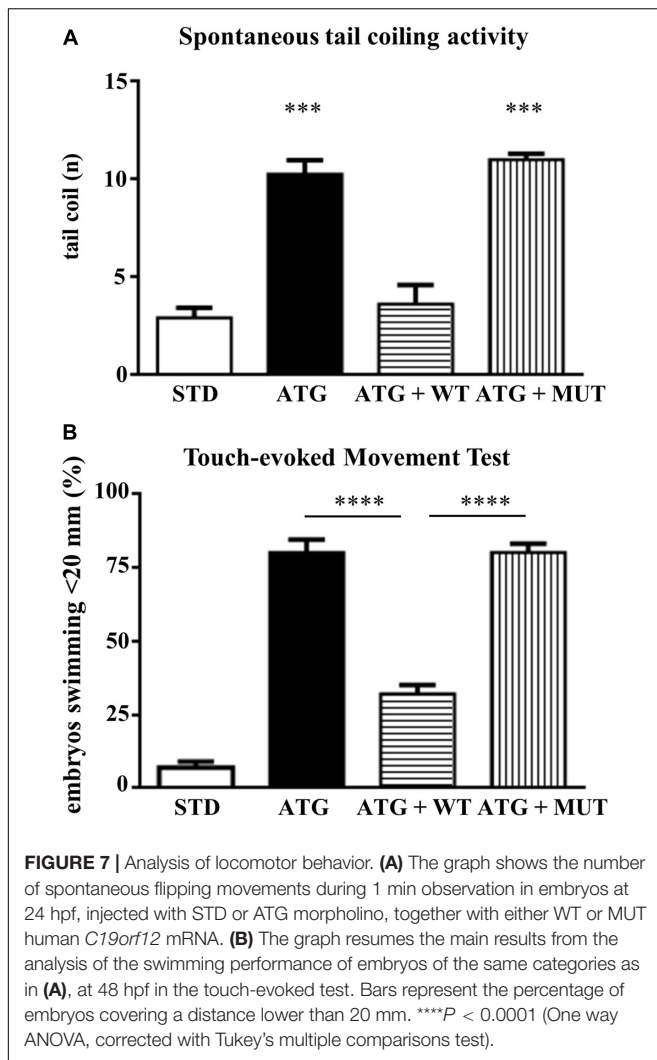 A
Spontaneous tail coiling activity
15
10
5
0
tail coil (n)
***
***
STD ATG ATG + WT ATG + MUT
B
Touch-evoked Movement Test
100
75
50
25
0
embryos swimming <20 mm (%)
****
****
STD ATG ATG + WT ATG + MUT
FIGURE 7 | Analysis of locomotor behavior. (A) The graph shows the number
of spontaneous flipping movements during 1 min observation in embryos at
24 hpf, injected with STD or ATG morpholino, together with either WT or MUT
human C19orf12 mRNA. (B) The graph resumes the main results from the
analysis of the swimming performance of embryos of the same categories as
in (A), at 48 hpf in the touch-evoked test. Bars represent the percentage of
embryos covering a distance lower than 20 mm. ****P < 0.0001 (One way
ANOVA, corrected with Tukey's multiple comparisons test).